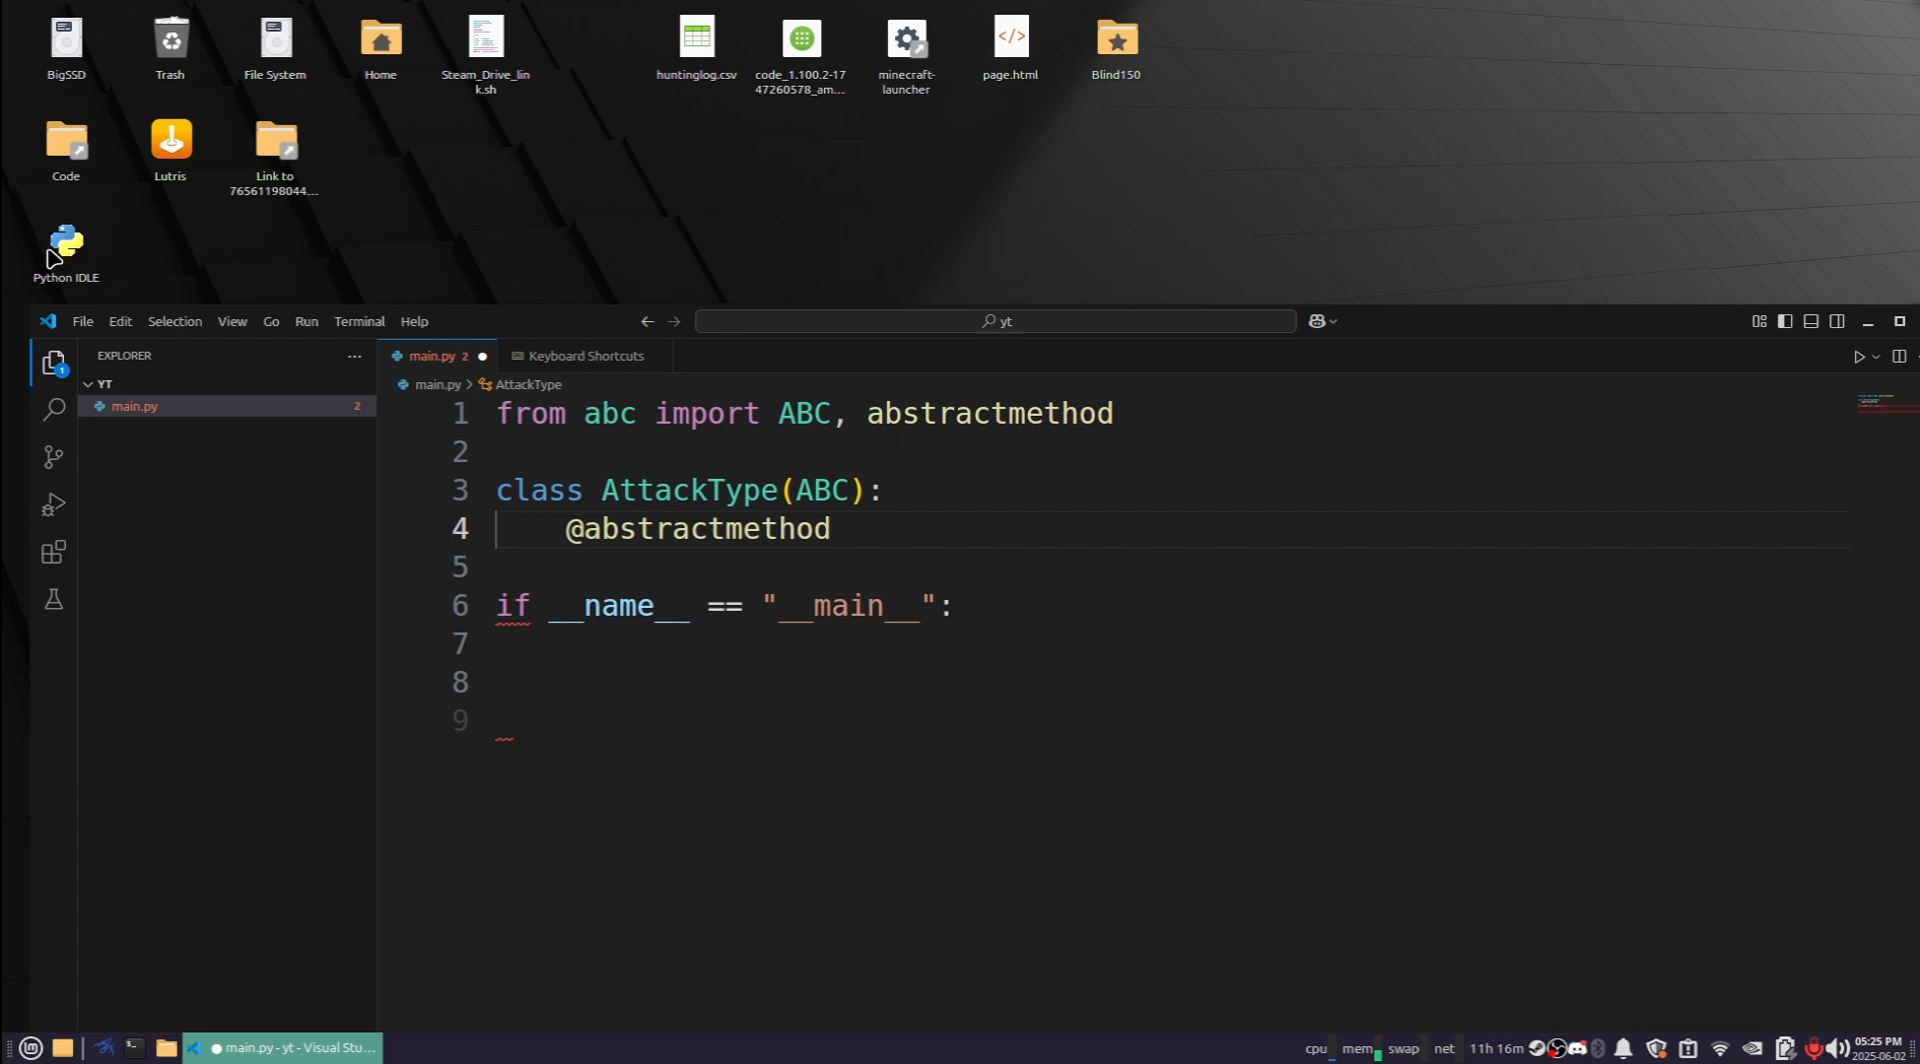 BigSSD
Trash
File System
Home
Steam_Drive_lin
k.sh
huntinglog.csv
code_1.100.2-17
47260578_am...
minecraft-
launcher
</>
page.html
Blind150
Code
Lutris
Link to
76561198044...
Python IDLE
File Edit Selection View Go Run Terminal Help
yt
EXPLORER
YT
main.py 2
main.py 2
Keyboard Shortcuts
main.py > AttackType
1 from abc import ABC, abstractmethod
2
3 class AttackType(ABC):
4 @abstractmethod
5
6 if __name__ == "__main__":
7
8
9
1
main.py - yt - Visual Stu...
cpu mem swap net 11h 16m
05:25 PM
2025-06-02